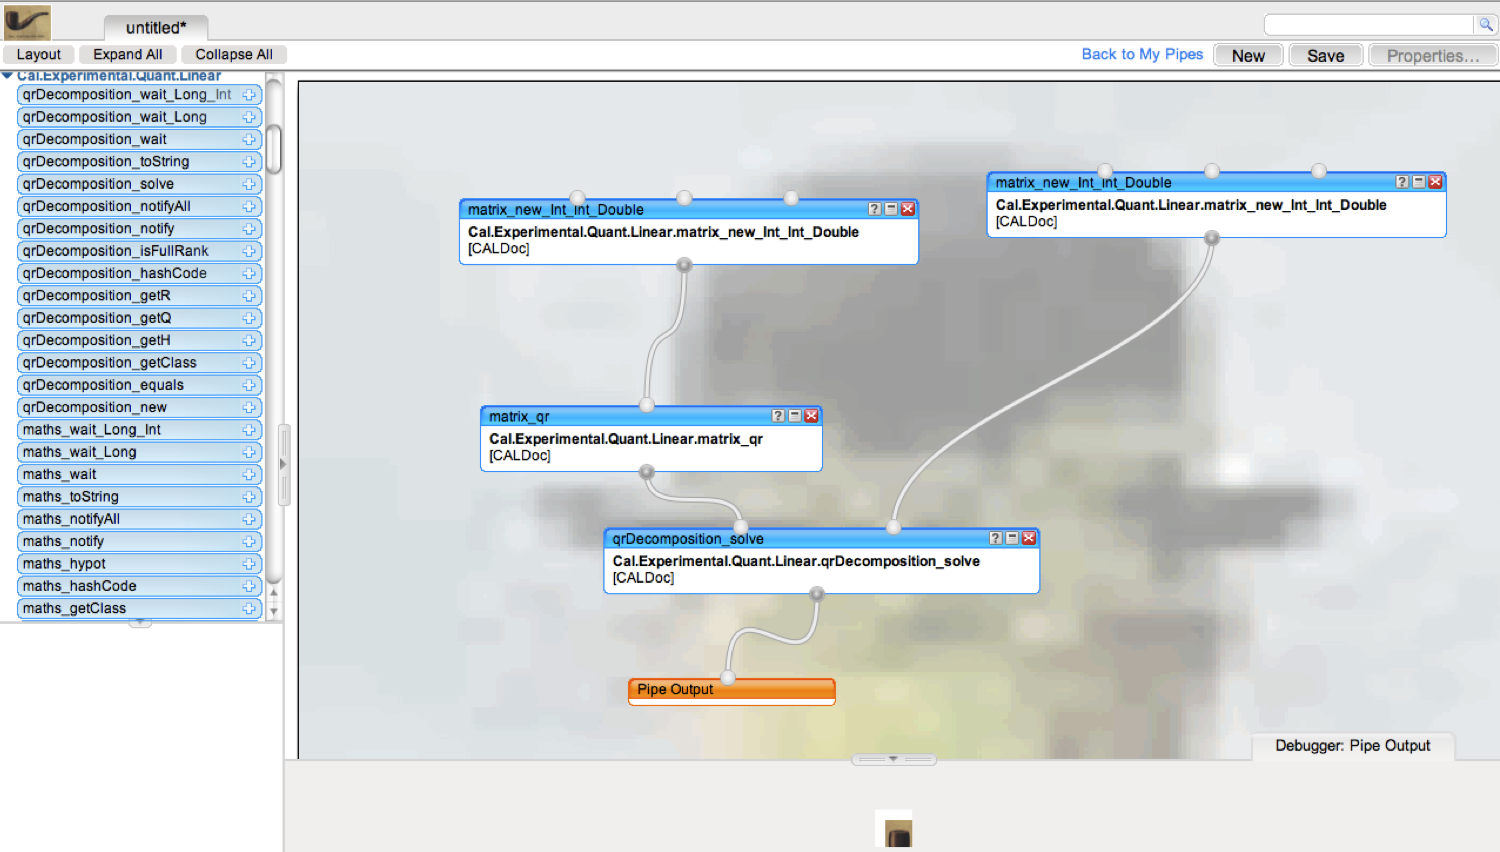 untitled*
Layout
Expand All
Collapse All
Back to My Pipes
New
Save
Properties...
Cal.Experimental.Quant.Linear
qrDecomposition_wait_Long_Int
qrDecomposition_wait_Long
qrDecomposition_wait
qrDecomposition_toString
qrDecomposition_solve
qrDecomposition_notifyAll
qrDecomposition_notify
qrDecomposition_isFullRank
qrDecomposition_hashCode
qrDecomposition_getR
qrDecomposition_getQ
qrDecomposition_getH
qrDecomposition_getClass
qrDecomposition_equals
qrDecomposition_new
maths_wait_Long_Int
maths_wait_Long
maths_wait
maths_toString
maths_notifyAll
maths_notify
maths_hypot
maths_hashCode
maths_getClass
matrix_new_Int_Int_Double
Cal.Experimental.Quant.Linear.matrix_new_Int_Int_Double
[CALDoc]
matrix_new_Int_Int_Double
Cal.Experimental.Quant.Linear.matrix_new_Int_Int_Double
[CALDoc]
matrix_qr
Cal.Experimental.Quant.Linear.matrix_qr
[CALDoc]
qrDecomposition_solve
Cal.Experimental.Quant.Linear.qrDecomposition_solve
[CALDoc]
Pipe Output
Debugger: Pipe Output